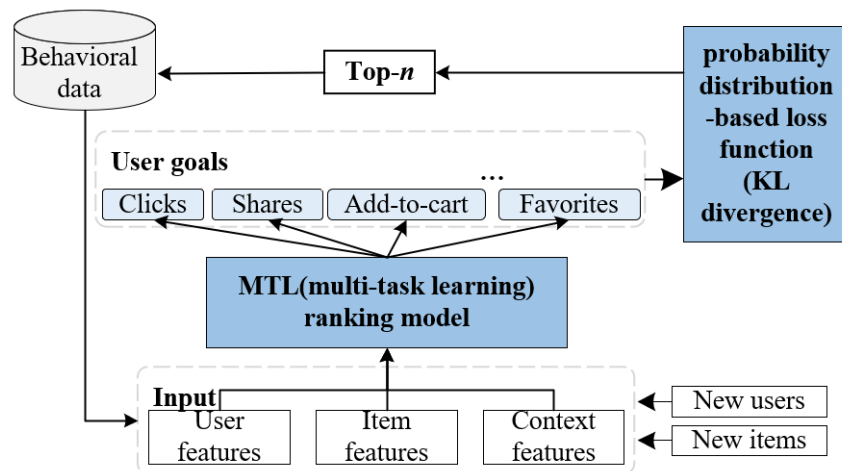 Behavioral
data
Top-n
probability
distribution
-based loss
function
(KL
divergence)
User goals
...
Clicks
Shares
Add-to-cart
Favorites
MTL(multi-task learning)
ranking model
Input
User
features
Item
features
Context
features
New users
New items